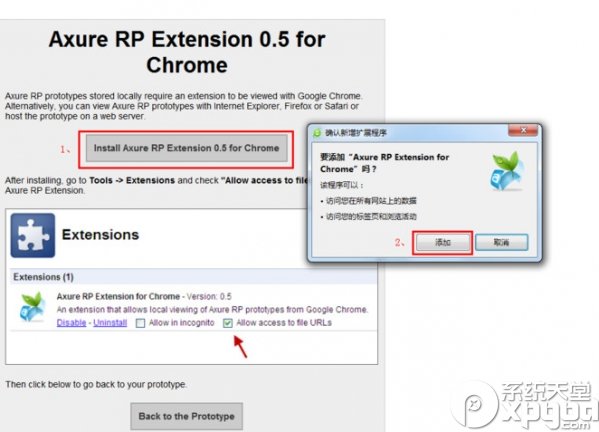 Axure RP Extension 0.5 for
Chrome
Axure RP prototypes stored locally require an extension to be viewed with Google Chrome.
Alternatively, you can view Axure RP prototypes with Internet Explorer, Firefox or Safari or
host the prototype on a web server.
1、
Install Axure RP Extension 0.5 for Chrome
After installing, go to Tools -> Extensions and check "Allow access to file
Axure RP Extension.
Extensions
Extensions (1)
Axure RP Extension for Chrome - Version: 0.5
An extension that allows local viewing of Axure RP prototypes from Google Chrome.
Disable - Uninstall Allow in incognito Allow access to file URLs
Then click below to go back to your prototype.
Back to the Prototype
确认新增扩展程序
要添加“Axure RP Extension for
Chrome”吗？
该程序可以：
• 访问您在所有网站上的数据
• 访问您的标签页和浏览活动
2、
添加
取消
系统天堂